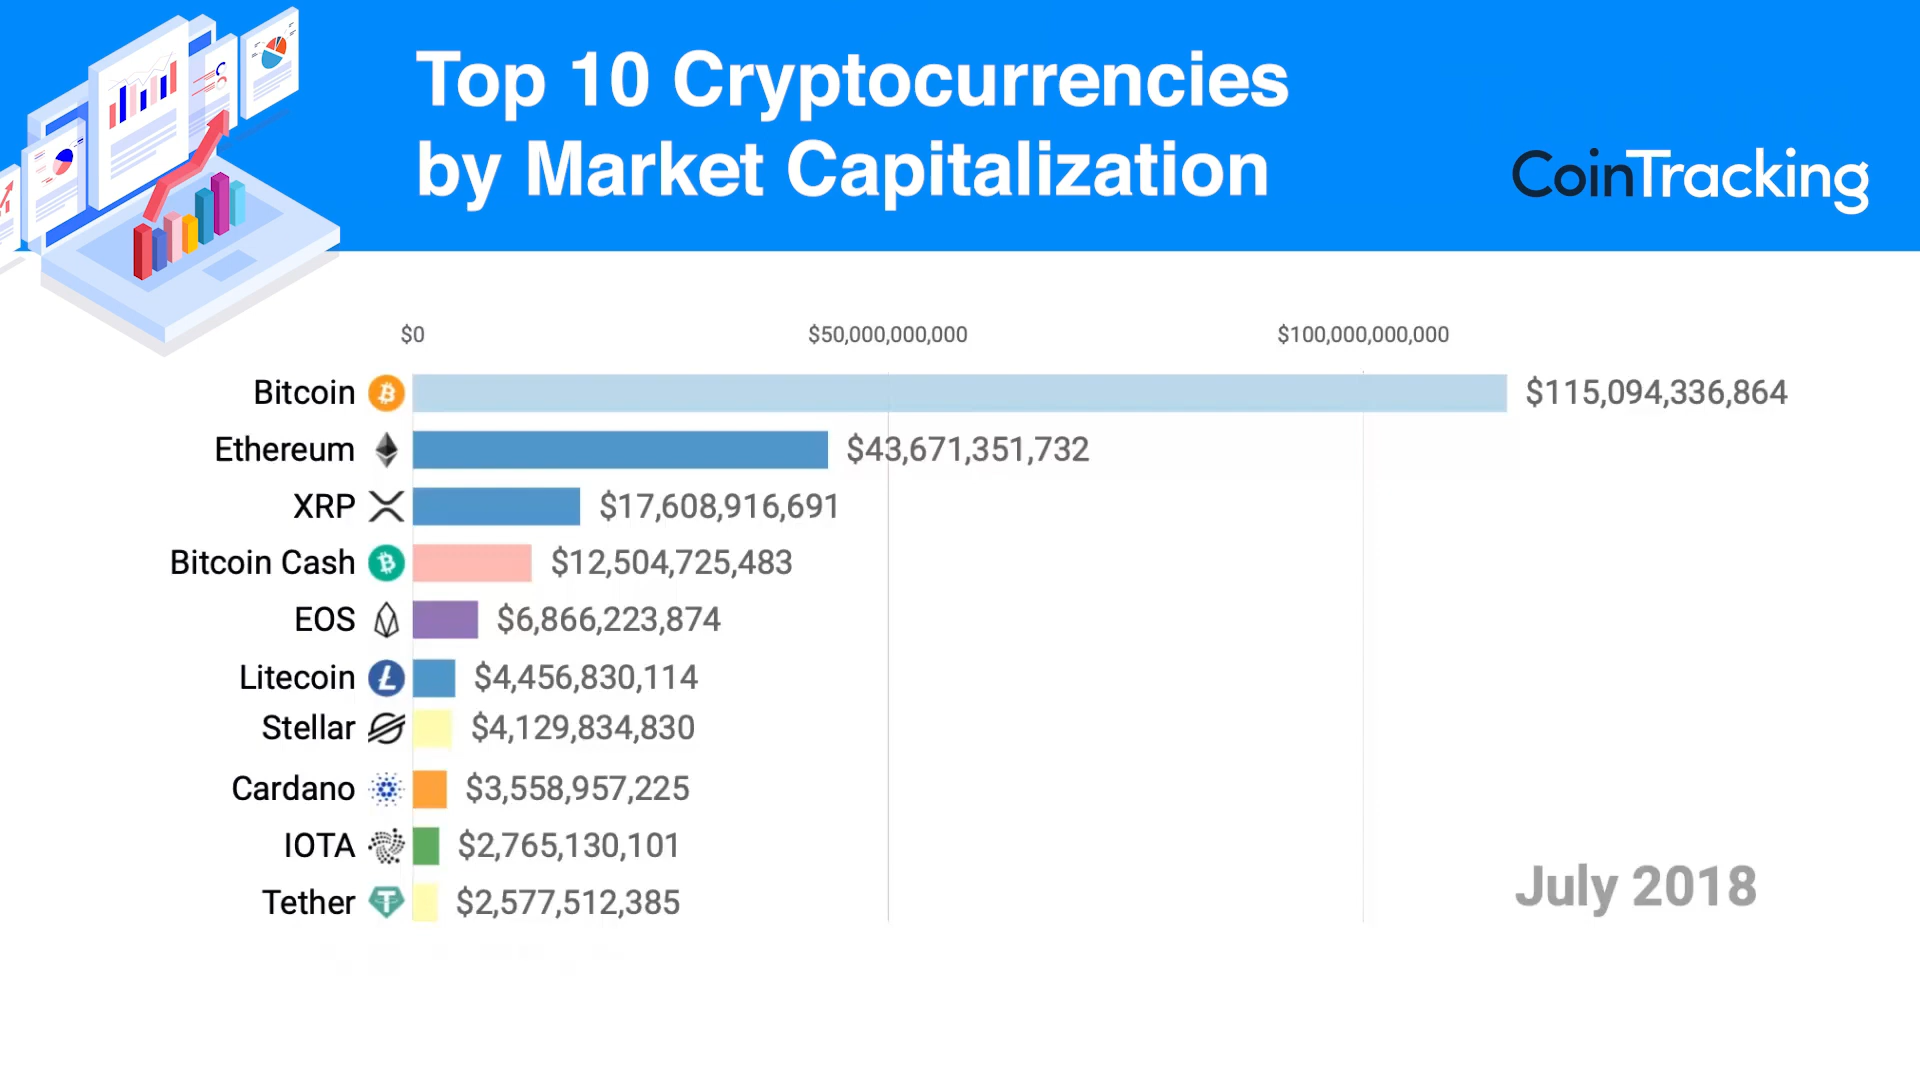 Top 10 Cryptocurrencies
by Market Capitalization
CoinTracking
$0 $50,000,000,000 $100,000,000,000
Bitcoin $115,094,336,864
Ethereum $43,671,351,732
XRP $17,608,916,691
Bitcoin Cash $12,504,725,483
EOS $6,866,223,874
Litecoin $4,456,830,114
Stellar $4,129,834,830
Cardano $3,558,957,225
IOTA $2,765,130,101
Tether $2,577,512,385
July 2018